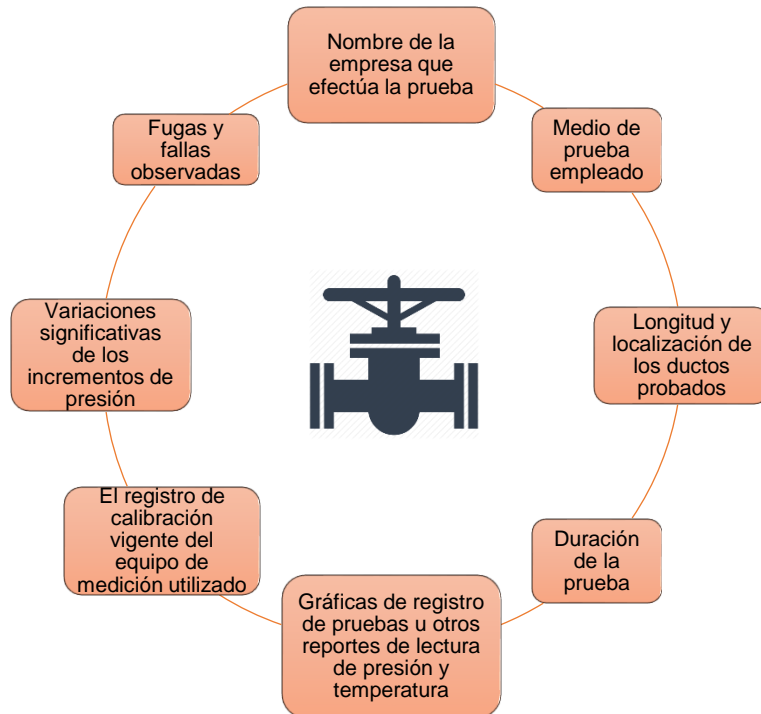 Nombre de la
empresa que
efectúa la prueba
Medio de
prueba
empleado
Longitud y
localización de
los ductos
probados
Duración
de la
prueba
Gráficas de registro
de pruebas u otros
reportes de lectura
de presión y
temperatura
El registro de
calibración
vigente del
equipo de
medición utilizado
Variaciones
significativas
de los
incrementos de
presión
Fugas y
fallas
observadas